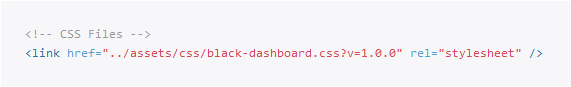 <!-- CSS Files -->
<link href="../assets/css/black-dashboard.css?v=1.0.0" rel="stylesheet" />